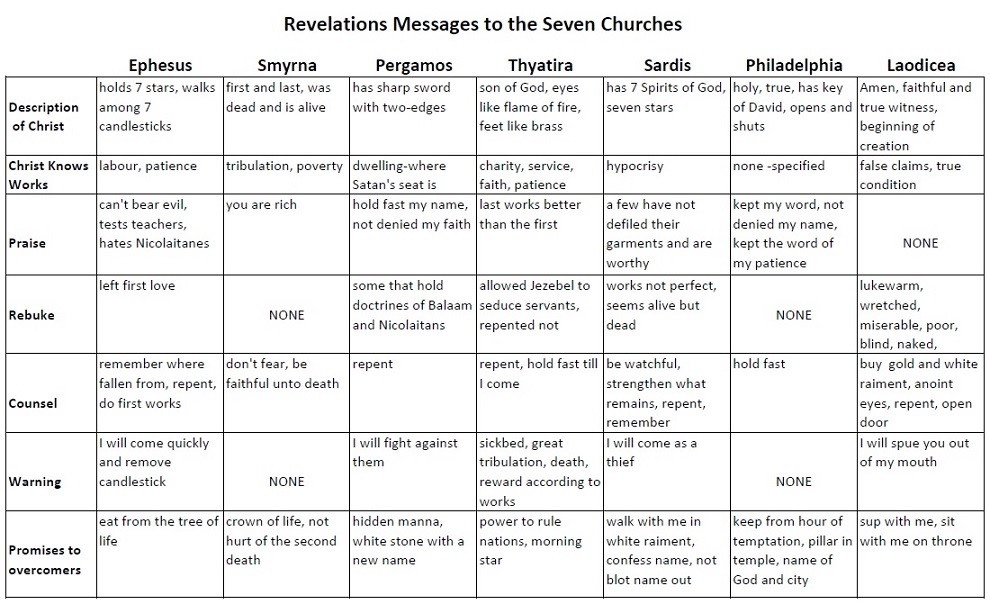 Revelations Messages to the Seven Churches
Ephesus Smyrna Pergamos Thyatira Sardis Philadelphia Laodicea
Description
of Christ
holds 7 stars, walks
among 7
candlesticks
first and last, was
dead and is alive
has sharp sword
with two-edges
son of God, eyes
like flame of fire,
feet like brass
has 7 Spirits of God,
seven stars
holy, true, has key
of David, opens and
shuts
Amen, faithful and
true witness,
beginning of
creation
Christ Knows
Works
labour, patience
tribulation, poverty
dwelling-where
Satan's seat is
charity, service,
faith, patience
hypocrisy
none -specified
false claims, true
condition
Praise
can't bear evil,
tests teachers,
hates Nicolaitanes
you are rich
hold fast my name,
not denied my faith
last works better
than the first
a few have not
defiled their
garments and are
worthy
kept my word, not
denied my name,
kept the word of
my patience
NONE
Rebuke
left first love
NONE
some that hold
doctrines of Balaam
and Nicolaitans
allowed Jezebel to
seduce servants,
repented not
works not perfect,
seems alive but
dead
NONE
lukewarm,
wretched,
miserable, poor,
blind, naked,
Counsel
remember where
fallen from, repent,
do first works
don't fear, be
faithful unto death
repent
repent, hold fast till
I come
be watchful,
strengthen what
remains, repent,
remember
hold fast
buy gold and white
raiment, anoint
eyes, repent, open
door
Warning
I will come quickly
and remove
candlestick
NONE
I will fight against
them
sickbed, great
tribulation, death,
reward according to
works
I will come as a
thief
NONE
I will spue you out
of my mouth
Promises to
overcomers
eat from the tree of
life
crown of life, not
hurt of the second
death
hidden manna,
white stone with a
new name
power to rule
nations, morning
star
walk with me in
white raiment,
confess name, not
blot name out
keep from hour of
temptation, pillar in
temple, name of
God and city
sup with me, sit
with me on throne